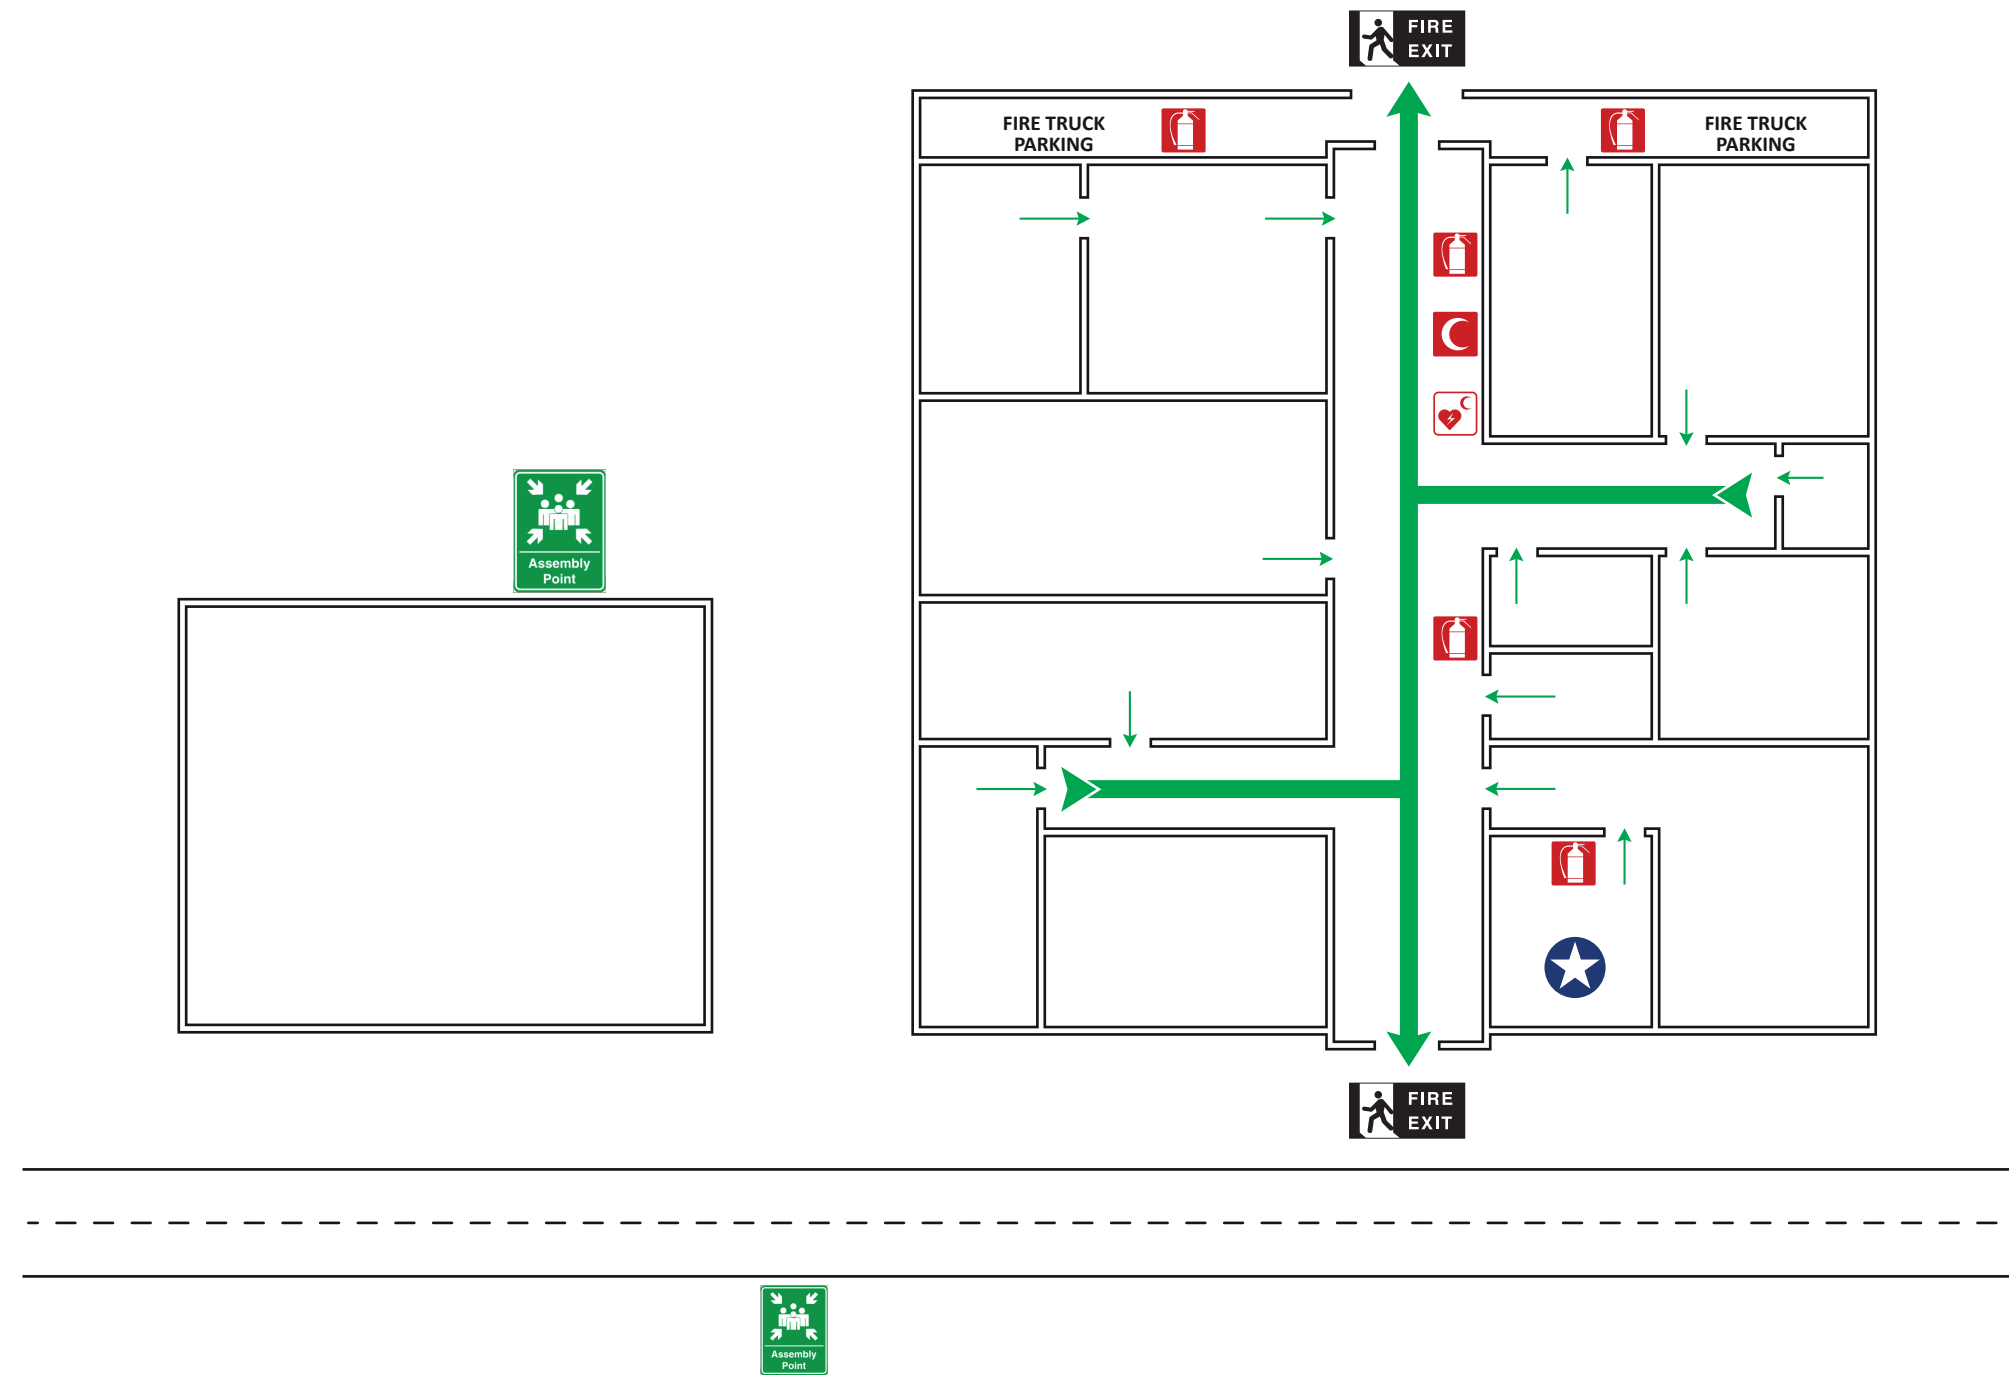 FIRE
EXIT
FIRE TRUCK
PARKING
FIRE TRUCK
PARKING
Assembly
Point
FIRE
EXIT
Assembly
Point